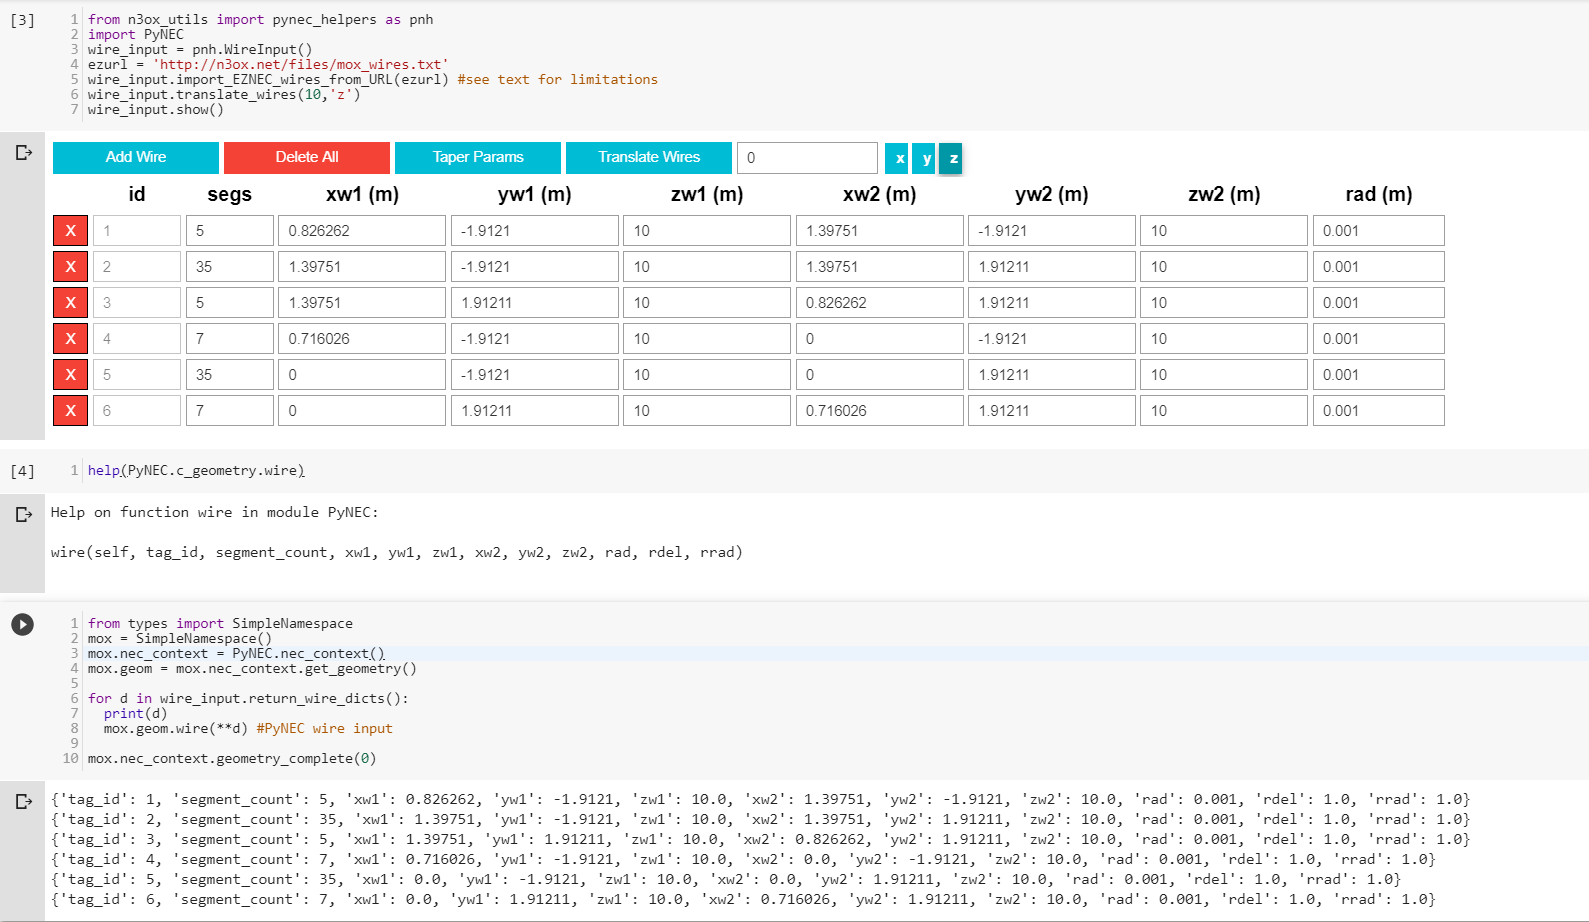 [3]
1 from n3ox_utils import pynec_helpers as pnh
2 import PyNEC
3 wire_input = pnh.WireInput()
4 ezurl = 'http://n3ox.net/files/mox_wires.txt'
5 wire_input.import_EZNEC_wires_from_URL(ezurl) #see text for limitations
6 wire_input.translate_wires(10,'z')
7 wire_input.show()
Add Wire Delete All Taper Params Translate Wires 0 x y z
id segs xw1 (m) yw1 (m) zw1 (m) xw2 (m) yw2 (m) zw2 (m) rad (m)
X 1 5 0.826262 -1.9121 10 1.39751 -1.9121 10 0.001
X 2 35 1.39751 -1.9121 10 1.39751 1.91211 10 0.001
X 3 5 1.39751 1.91211 10 0.826262 1.91211 10 0.001
X 4 7 0.716026 -1.9121 10 0 -1.9121 10 0.001
X 5 35 0 -1.9121 10 0 1.91211 10 0.001
X 6 7 0 1.91211 10 0.716026 1.91211 10 0.001
[4] 1 help(PyNEC.c_geometry.wire)
Help on function wire in module PyNEC:
wire(self, tag_id, segment_count, xw1, yw1, zw1, xw2, yw2, zw2, rad, rdel, rrad)
1 from types import SimpleNamespace
2 mox = SimpleNamespace()
3 mox.nec_context = PyNEC.nec_context()
4 mox.geom = mox.nec_context.get_geometry()
5
6 for d in wire_input.return_wire_dicts():
7 print(d)
8 mox.geom.wire(**d) #PyNEC wire input
9
10 mox.nec_context.geometry_complete(0)
{'tag_id': 1, 'segment_count': 5, 'xw1': 0.826262, 'yw1': -1.9121, 'zw1': 10.0, 'xw2': 1.39751, 'yw2': -1.9121, 'zw2': 10.0, 'rad': 0.001, 'rdel': 1.0, 'rrad': 1.0}
{'tag_id': 2, 'segment_count': 35, 'xw1': 1.39751, 'yw1': -1.9121, 'zw1': 10.0, 'xw2': 1.39751, 'yw2': 1.91211, 'zw2': 10.0, 'rad': 0.001, 'rdel': 1.0, 'rrad': 1.0}
{'tag_id': 3, 'segment_count': 5, 'xw1': 1.39751, 'yw1': 1.91211, 'zw1': 10.0, 'xw2': 0.826262, 'yw2': 1.91211, 'zw2': 10.0, 'rad': 0.001, 'rdel': 1.0, 'rrad': 1.0}
{'tag_id': 4, 'segment_count': 7, 'xw1': 0.716026, 'yw1': -1.9121, 'zw1': 10.0, 'xw2': 0.0, 'yw2': -1.9121, 'zw2': 10.0, 'rad': 0.001, 'rdel': 1.0, 'rrad': 1.0}
{'tag_id': 5, 'segment_count': 35, 'xw1': 0.0, 'yw1': -1.9121, 'zw1': 10.0, 'xw2': 0.0, 'yw2': 1.91211, 'zw2': 10.0, 'rad': 0.001, 'rdel': 1.0, 'rrad': 1.0}
{'tag_id': 6, 'segment_count': 7, 'xw1': 0.0, 'yw1': 1.91211, 'zw1': 10.0, 'xw2': 0.716026, 'yw2': 1.91211, 'zw2': 10.0, 'rad': 0.001, 'rdel': 1.0, 'rrad': 1.0}